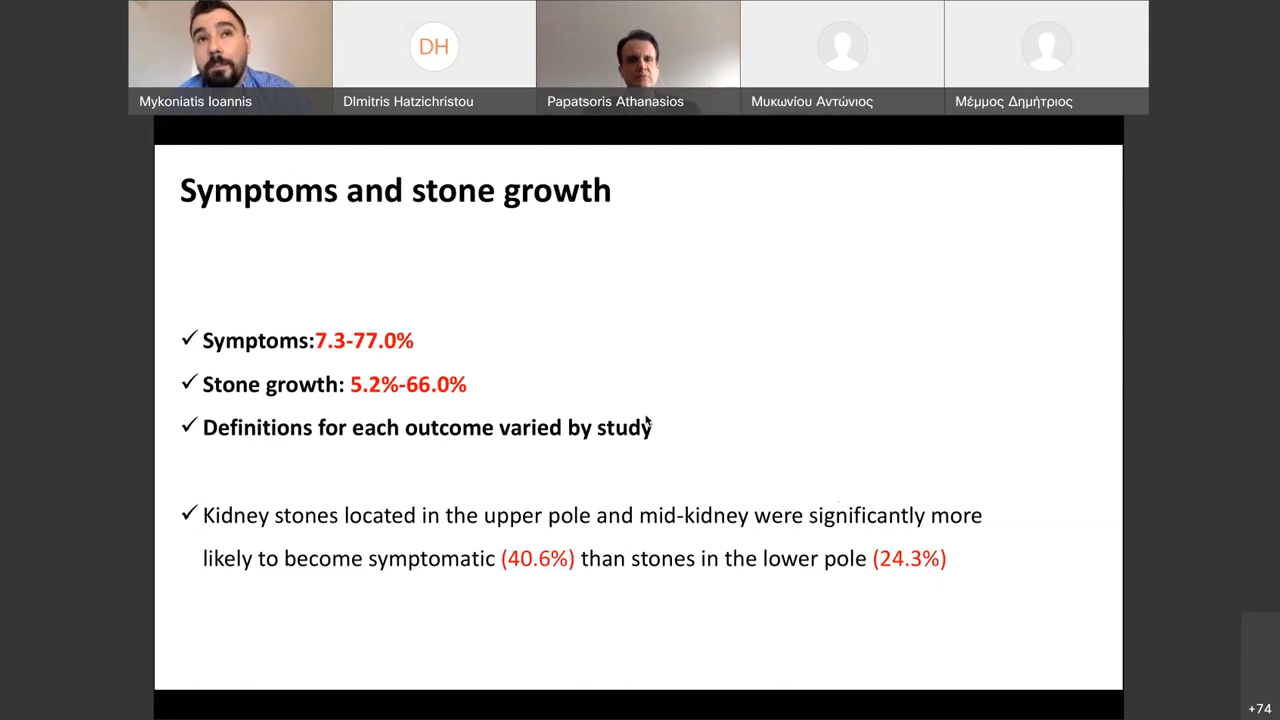 DH
Mykoniatis Ioannis
DImitris Hatzichristou
Papatsoris Athanasios
Μυκωνίου Αντώνιος
Μέμμος Δημήτριος
Symptoms and stone growth
✓ Symptoms:7.3-77.0%
✓ Stone growth: 5.2%-66.0%
✓ Definitions for each outcome varied by study
✓ Kidney stones located in the upper pole and mid-kidney were significantly more
likely to become symptomatic (40.6%) than stones in the lower pole (24.3%)
+74